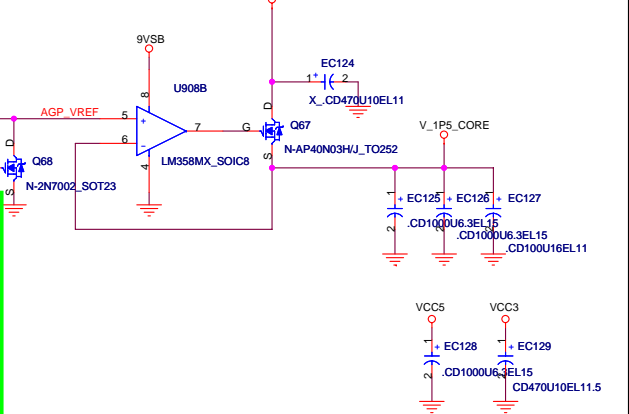 9VSB
EC124
1 + 2
U908B
8
X_.CD470U10EL11
AGP_VREF
5
+
7
G
D
Q67
V_1P5_CORE
D
6
-
S
N-AP40N03H/J_TO252
Q68
4
LM358MX_SOIC8
S
N-2N7002_SOT23
1
+ EC125
1
+ EC126
1
+ EC127
2
.CD1000U6.3EL15
2
.CD1000U6.3EL15
2
.CD100U16EL11
VCC5
VCC3
1
+ EC128
1
+ EC129
2
.CD1000U6.3EL15
2
CD470U10EL11.5